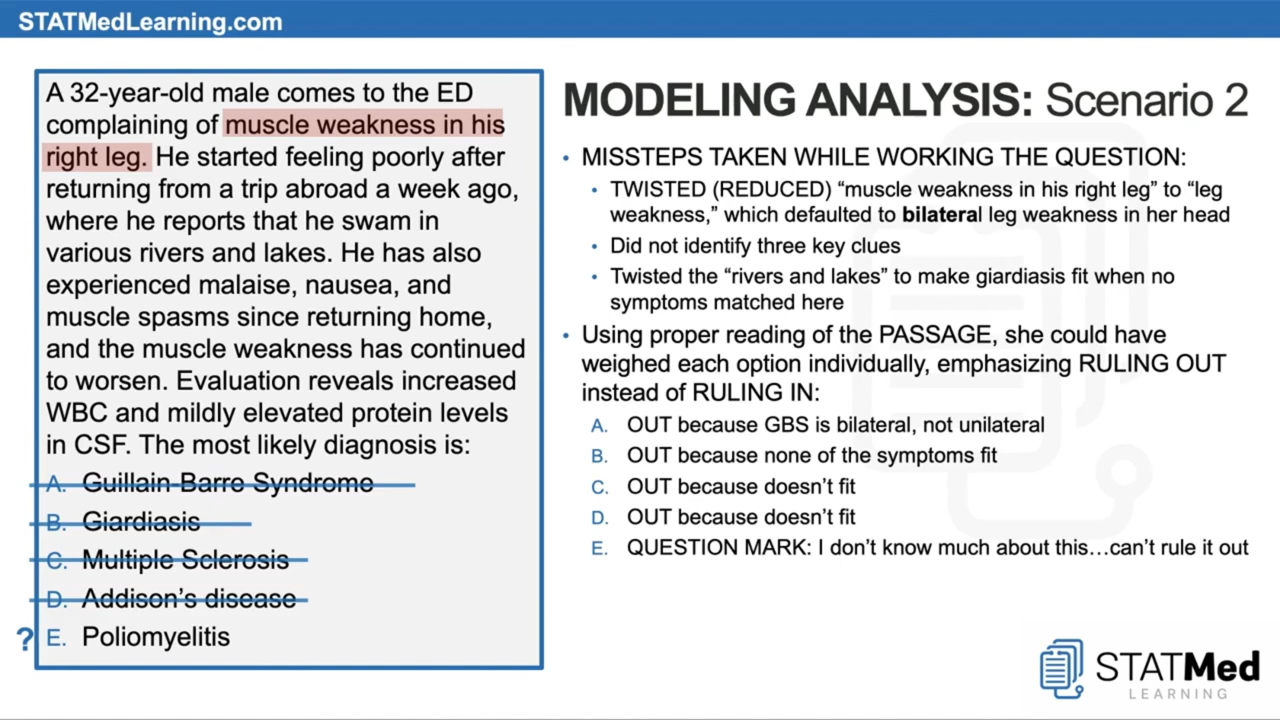 STATMedLearning.com
A 32-year-old male comes to the ED
complaining of muscle weakness in his
right leg. He started feeling poorly after
returning from a trip abroad a week ago,
where he reports that he swam in
various rivers and lakes. He has also
experienced malaise, nausea, and
muscle spasms since returning home,
and the muscle weakness has continued
to worsen. Evaluation reveals increased
WBC and mildly elevated protein levels
in CSF. The most likely diagnosis is:
A. Guillain-Barre Syndrome
B. Giardiasis
C. Multiple Sclerosis
D. Addison's disease
? E. Poliomyelitis
MODELING ANALYSIS: Scenario 2
• MISSTEPS TAKEN WHILE WORKING THE QUESTION:
• TWISTED (REDUCED) “muscle weakness in his right leg” to “leg
weakness,” which defaulted to bilateral leg weakness in her head
• Did not identify three key clues
• Twisted the “rivers and lakes” to make giardiasis fit when no
symptoms matched here
• Using proper reading of the PASSAGE, she could have
weighed each option individually, emphasizing RULING OUT
instead of RULING IN:
A. OUT because GBS is bilateral, not unilateral
B. OUT because none of the symptoms fit
C. OUT because doesn’t fit
D. OUT because doesn’t fit
E. QUESTION MARK: I don’t know much about this…can’t rule it out
STATMed
LEARNING